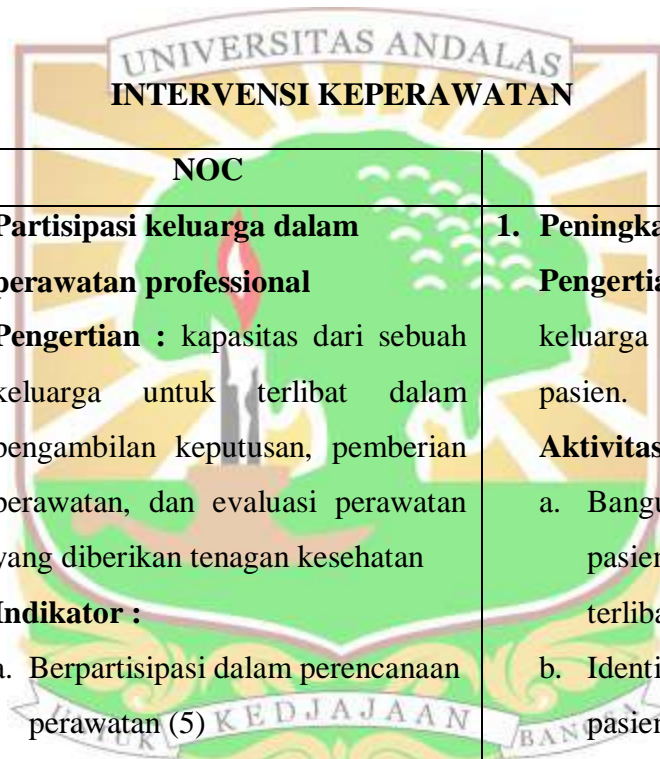 UNIVERSITAS ANDALAS
INTERVENSI KEPERAWATAN
NOC
Partisipasi keluarga dalam
perawatan professional
Pengertian : kapasitas dari sebuah
keluarga untuk terlibat dalam
pengambilan keputusan, pemberian
perawatan, dan evaluasi perawatan
yang diberikan tenagan kesehatan
Indikator :
a. Berpartisipasi dalam perencanaan
perawatan (5)
1. Peningka
Pengertia
keluarga
pasien.
Aktivitas
a. Bangu
pasien
terliba
b. Identi
pasien
UNTUK KEDJAJAAN BANGSA